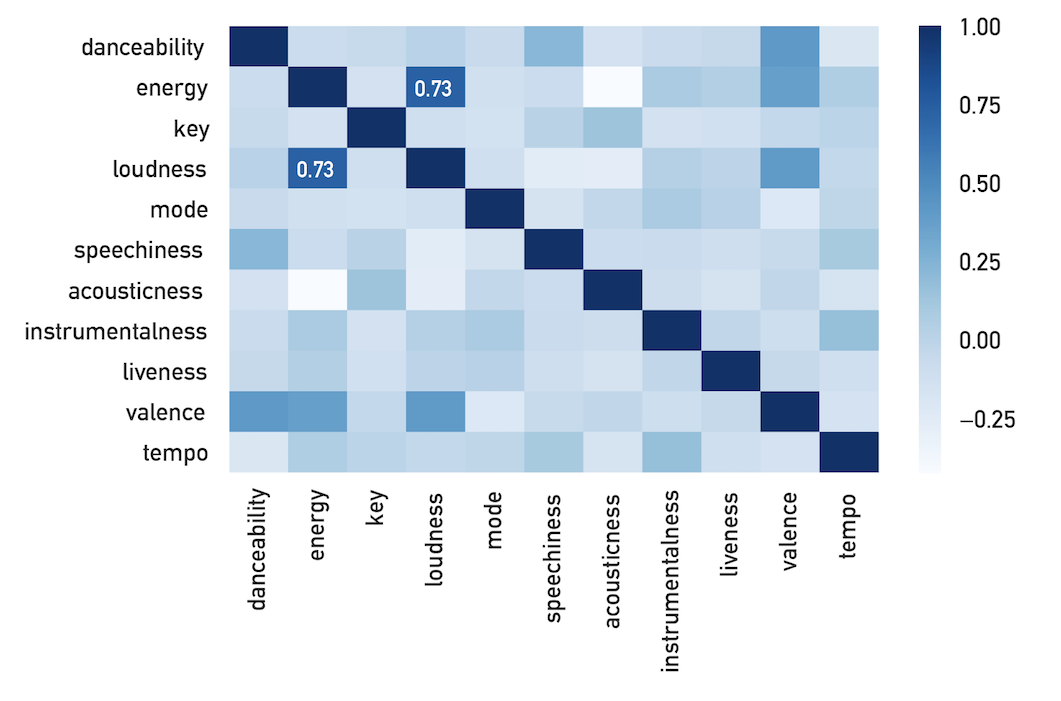 danceability
energy
key
loudness
mode
speechiness
acousticness
instrumentalness
liveness
valence
tempo
0.73
0.73
1.00
0.75
0.50
0.25
0.00
−0.25
danceability
energy
key
loudness
mode
speechiness
acousticness
instrumentalness
liveness
valence
tempo